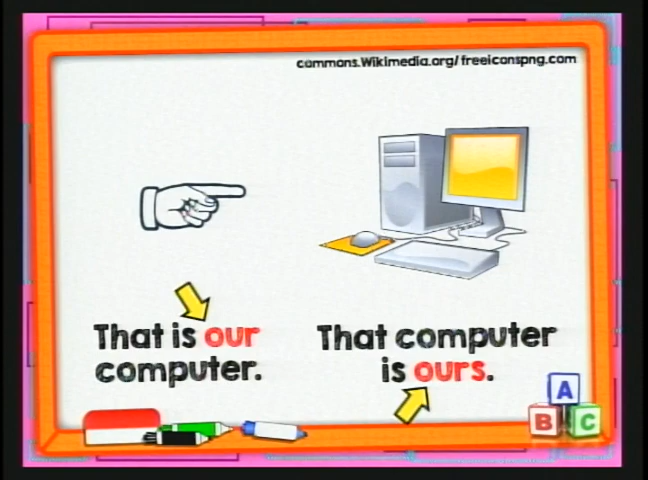 commons.Wikimedia.org/freeiconspng.com
That is our
computer.
That computer
is ours.
A
B C